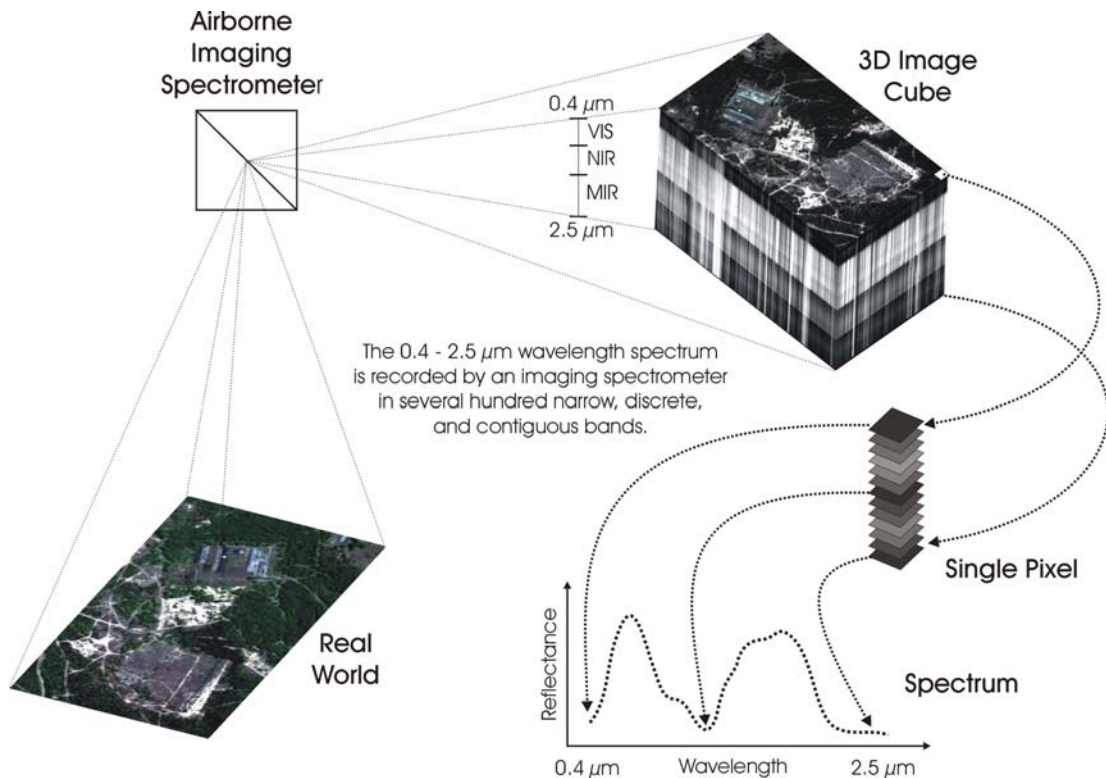 Airborne
Imaging
Spectrometer
3D Image
Cube
0.4 µm
VIS
NIR
MIR
2.5 µm
The 0.4 - 2.5 µm wavelength spectrum
is recorded by an imaging spectrometer
in several hundred narrow, discrete,
and contiguous bands.
Single Pixel
Real
World
Reflectance
Spectrum
0.4 µm
Wavelength
2.5 µm